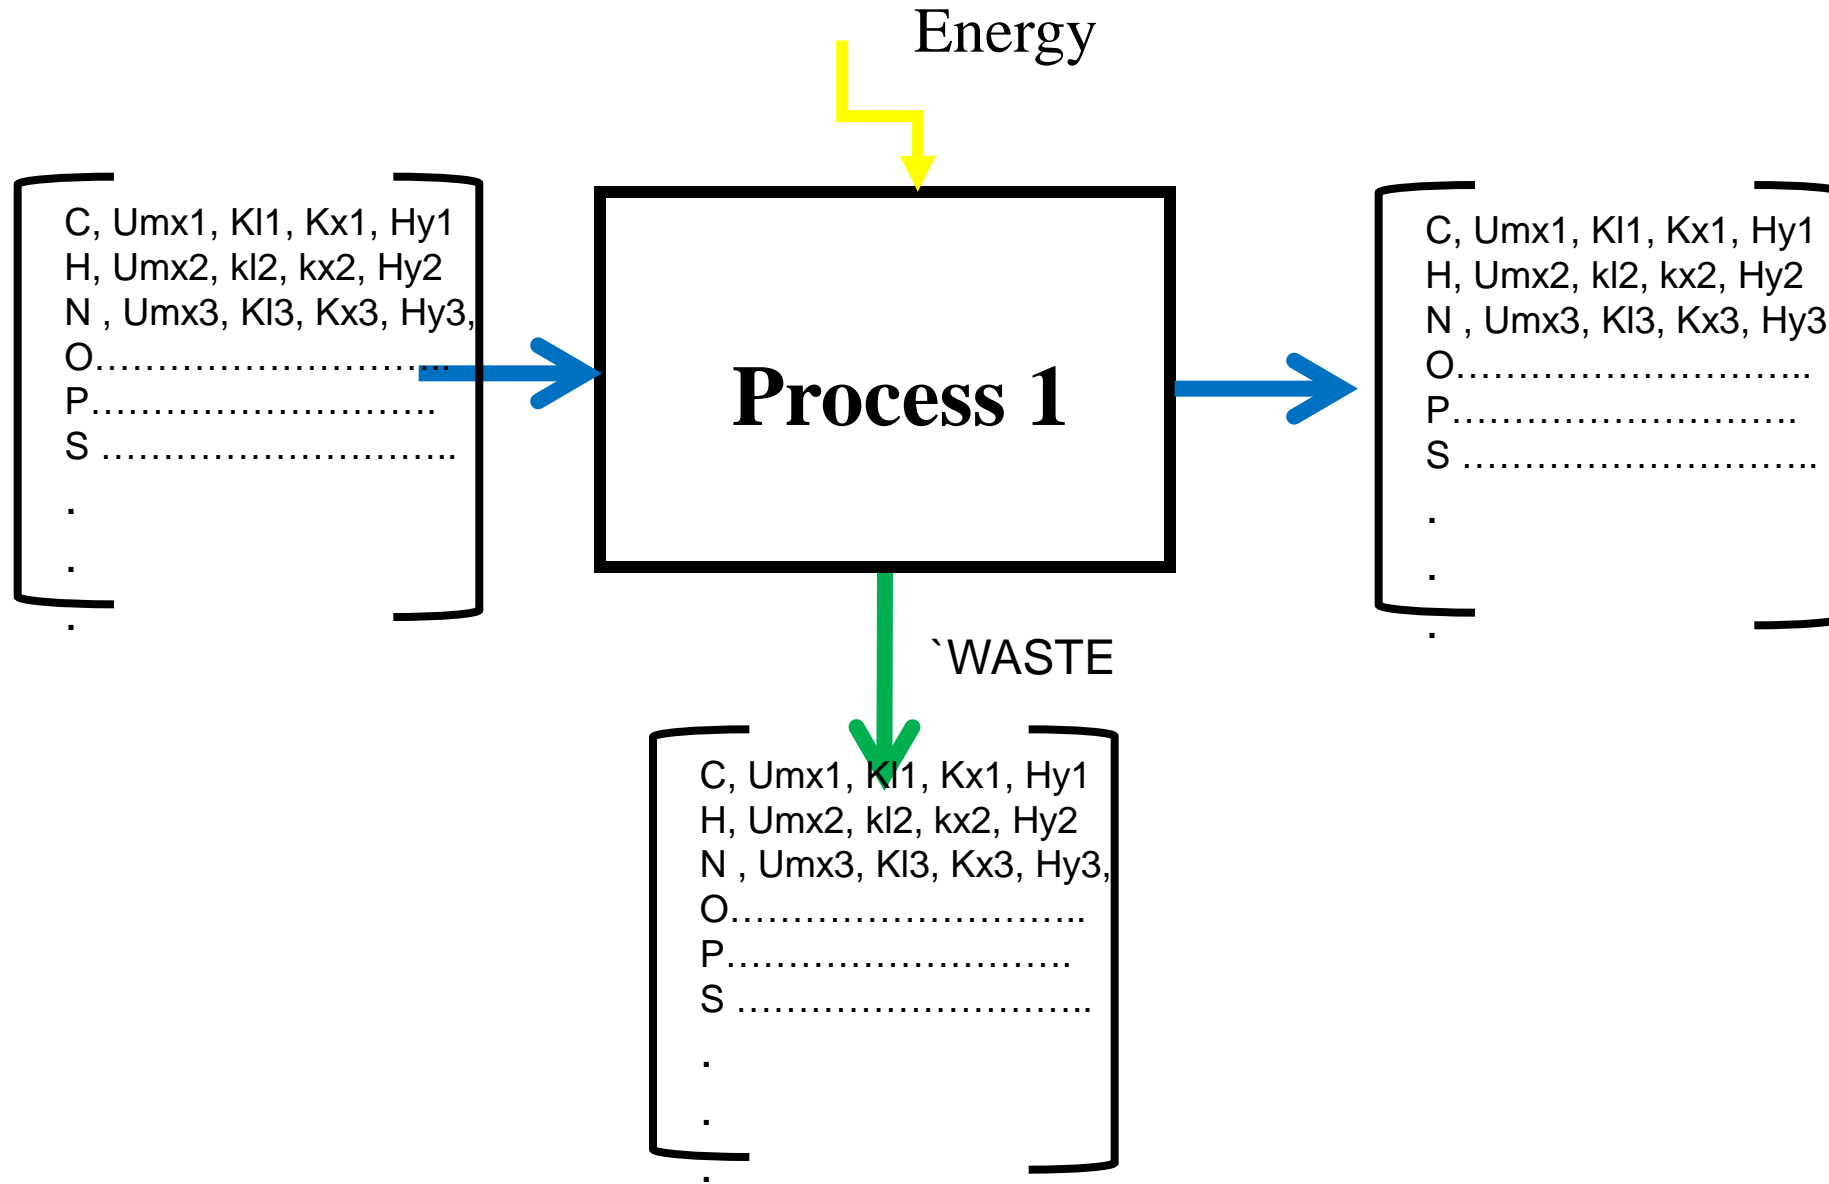 Energy
C, Umx1, Kl1, Kx1, Hy1
H, Umx2, kl2, kx2, Hy2
N , Umx3, Kl3, Kx3, Hy3,
O………………………..
P……………………….
S ………………………..
.
.
.
Process 1
C, Umx1, Kl1, Kx1, Hy1
H, Umx2, kl2, kx2, Hy2
N , Umx3, Kl3, Kx3, Hy3
O………………………..
P……………………….
S ………………………..
.
.
.
`WASTE
C, Umx1, Kl1, Kx1, Hy1
H, Umx2, kl2, kx2, Hy2
N , Umx3, Kl3, Kx3, Hy3,
O………………………..
P……………………….
S ………………………..
.
.
.